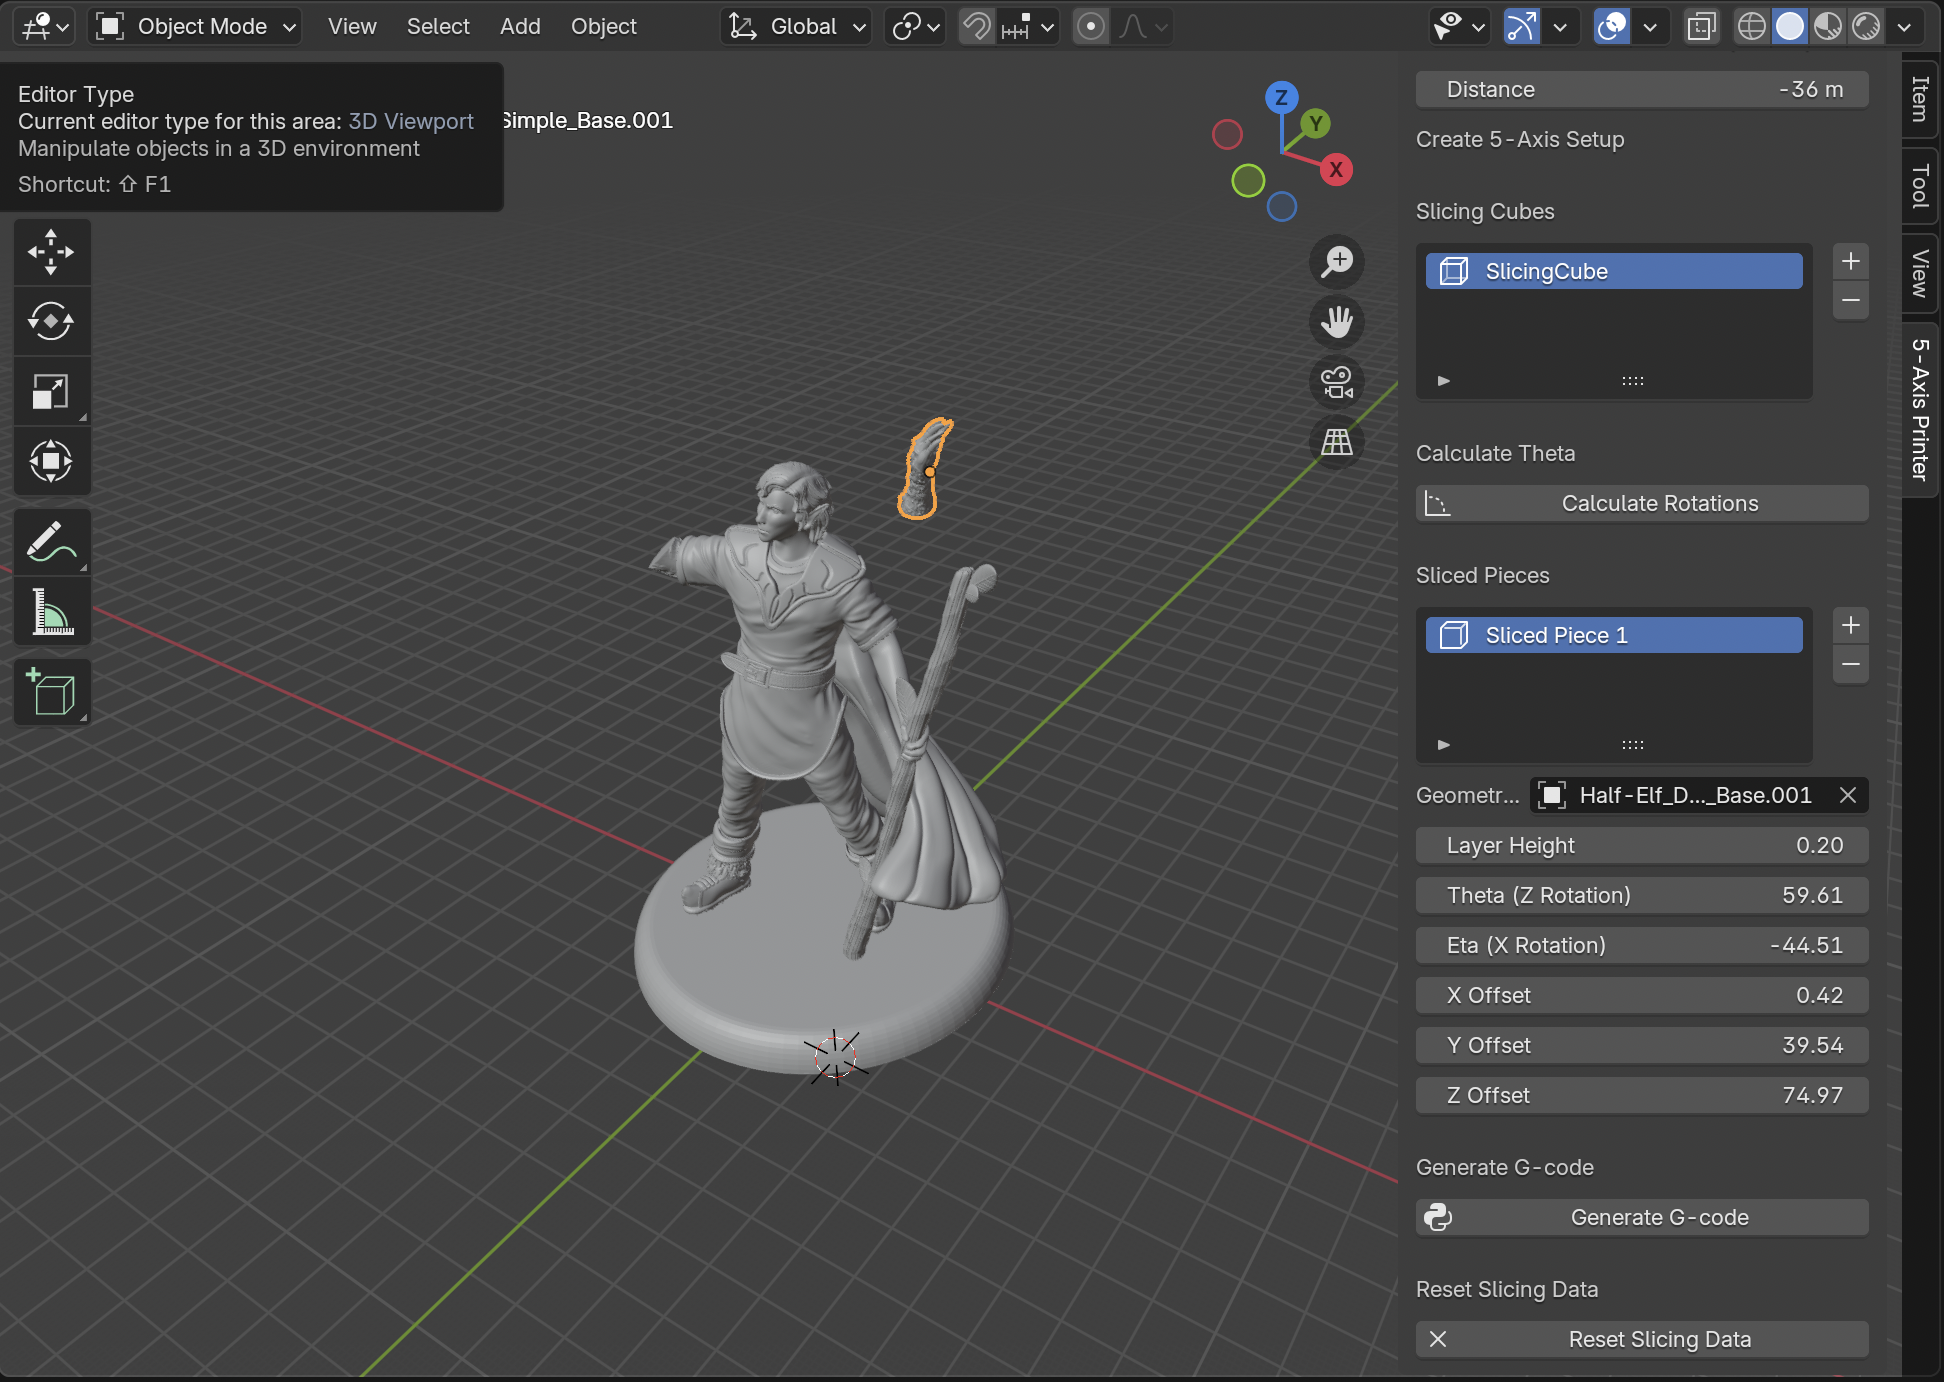 Object Mode View Select Add Object Global
Editor Type
Current editor type for this area: 3D Viewport
Manipulate objects in a 3D environment
Shortcut: ⇧ F1
Simple_Base.001
Z
Y
X
Distance -36 m
Create 5-Axis Setup
Slicing Cubes
SlicingCube
Calculate Theta
Calculate Rotations
Sliced Pieces
Sliced Piece 1
Geometr... Half-Elf_D..._Base.001
Layer Height 0.20
Theta (Z Rotation) 59.61
Eta (X Rotation) -44.51
X Offset 0.42
Y Offset 39.54
Z Offset 74.97
Generate G-code
Generate G-code
Reset Slicing Data
Reset Slicing Data
Item
Tool
View
5-Axis Printer